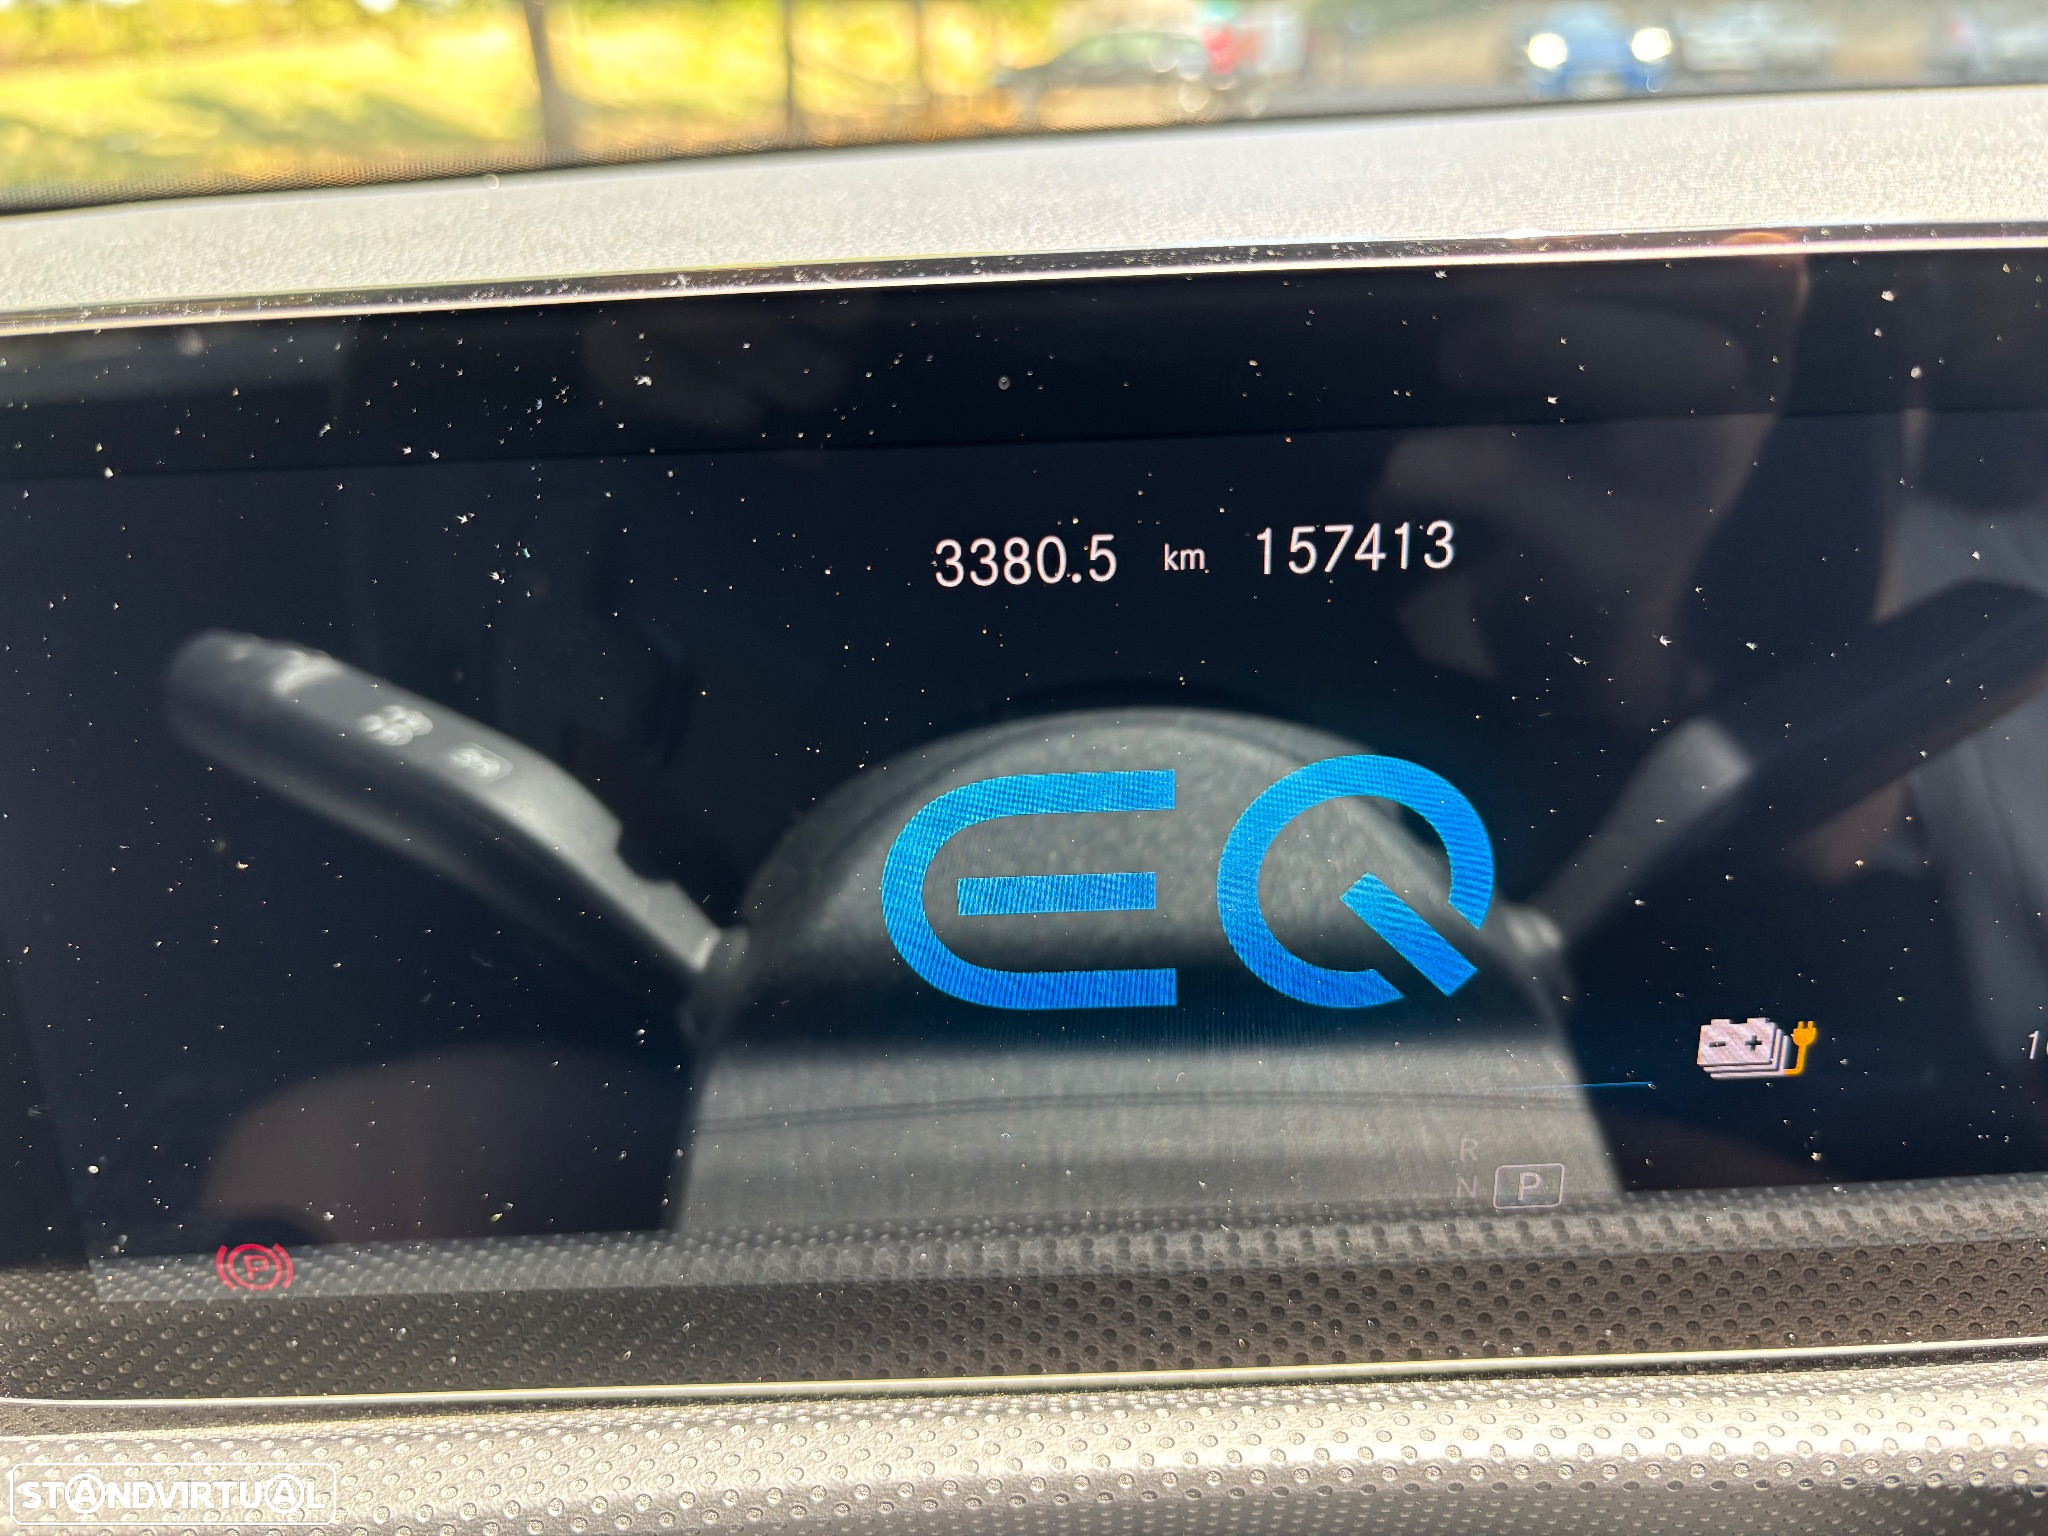 3380.5 km 157413
EQ
R
N P
P
STANDVIRTUAL